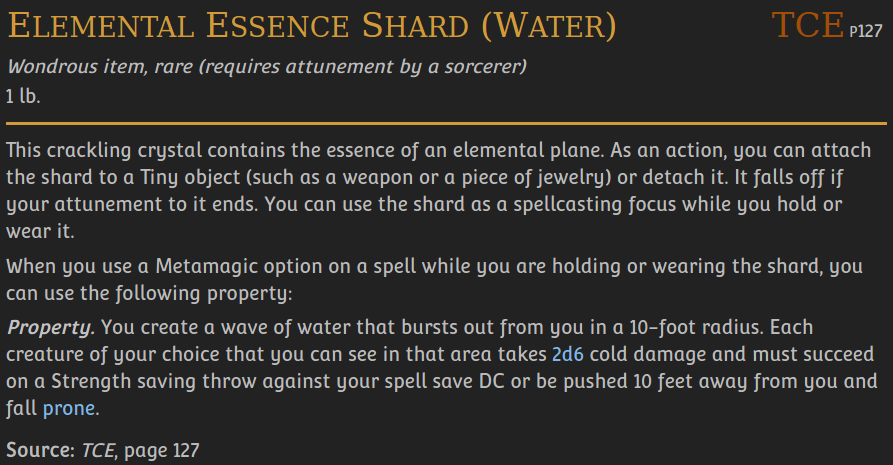 Elemental Essence Shard (Water) TCE P127
Wondrous item, rare (requires attunement by a sorcerer)
1 lb.
This crackling crystal contains the essence of an elemental plane. As an action, you can attach
the shard to a Tiny object (such as a weapon or a piece of jewelry) or detach it. It falls off if
your attunement to it ends. You can use the shard as a spellcasting focus while you hold or
wear it.
When you use a Metamagic option on a spell while you are holding or wearing the shard, you
can use the following property:
Property. You create a wave of water that bursts out from you in a 10-foot radius. Each
creature of your choice that you can see in that area takes 2d6 cold damage and must succeed
on a Strength saving throw against your spell save DC or be pushed 10 feet away from you and
fall prone.
Source: TCE, page 127